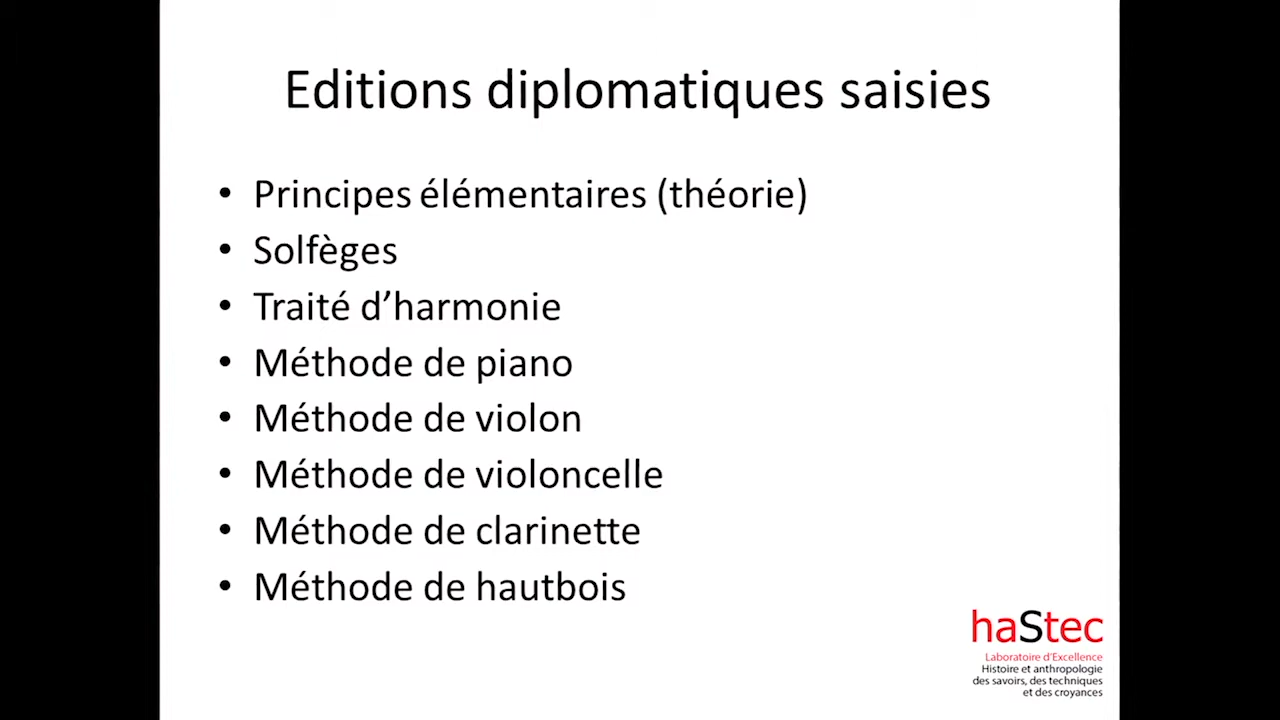 Editions diplomatiques saisies
• Principes élémentaires (théorie)
• Solfèges
• Traité d’harmonie
• Méthode de piano
• Méthode de violon
• Méthode de violoncelle
• Méthode de clarinette
• Méthode de hautbois
haStec
Laboratoire d’Excellence
Histoire et anthropologie
des savoirs, des techniques
et des croyances